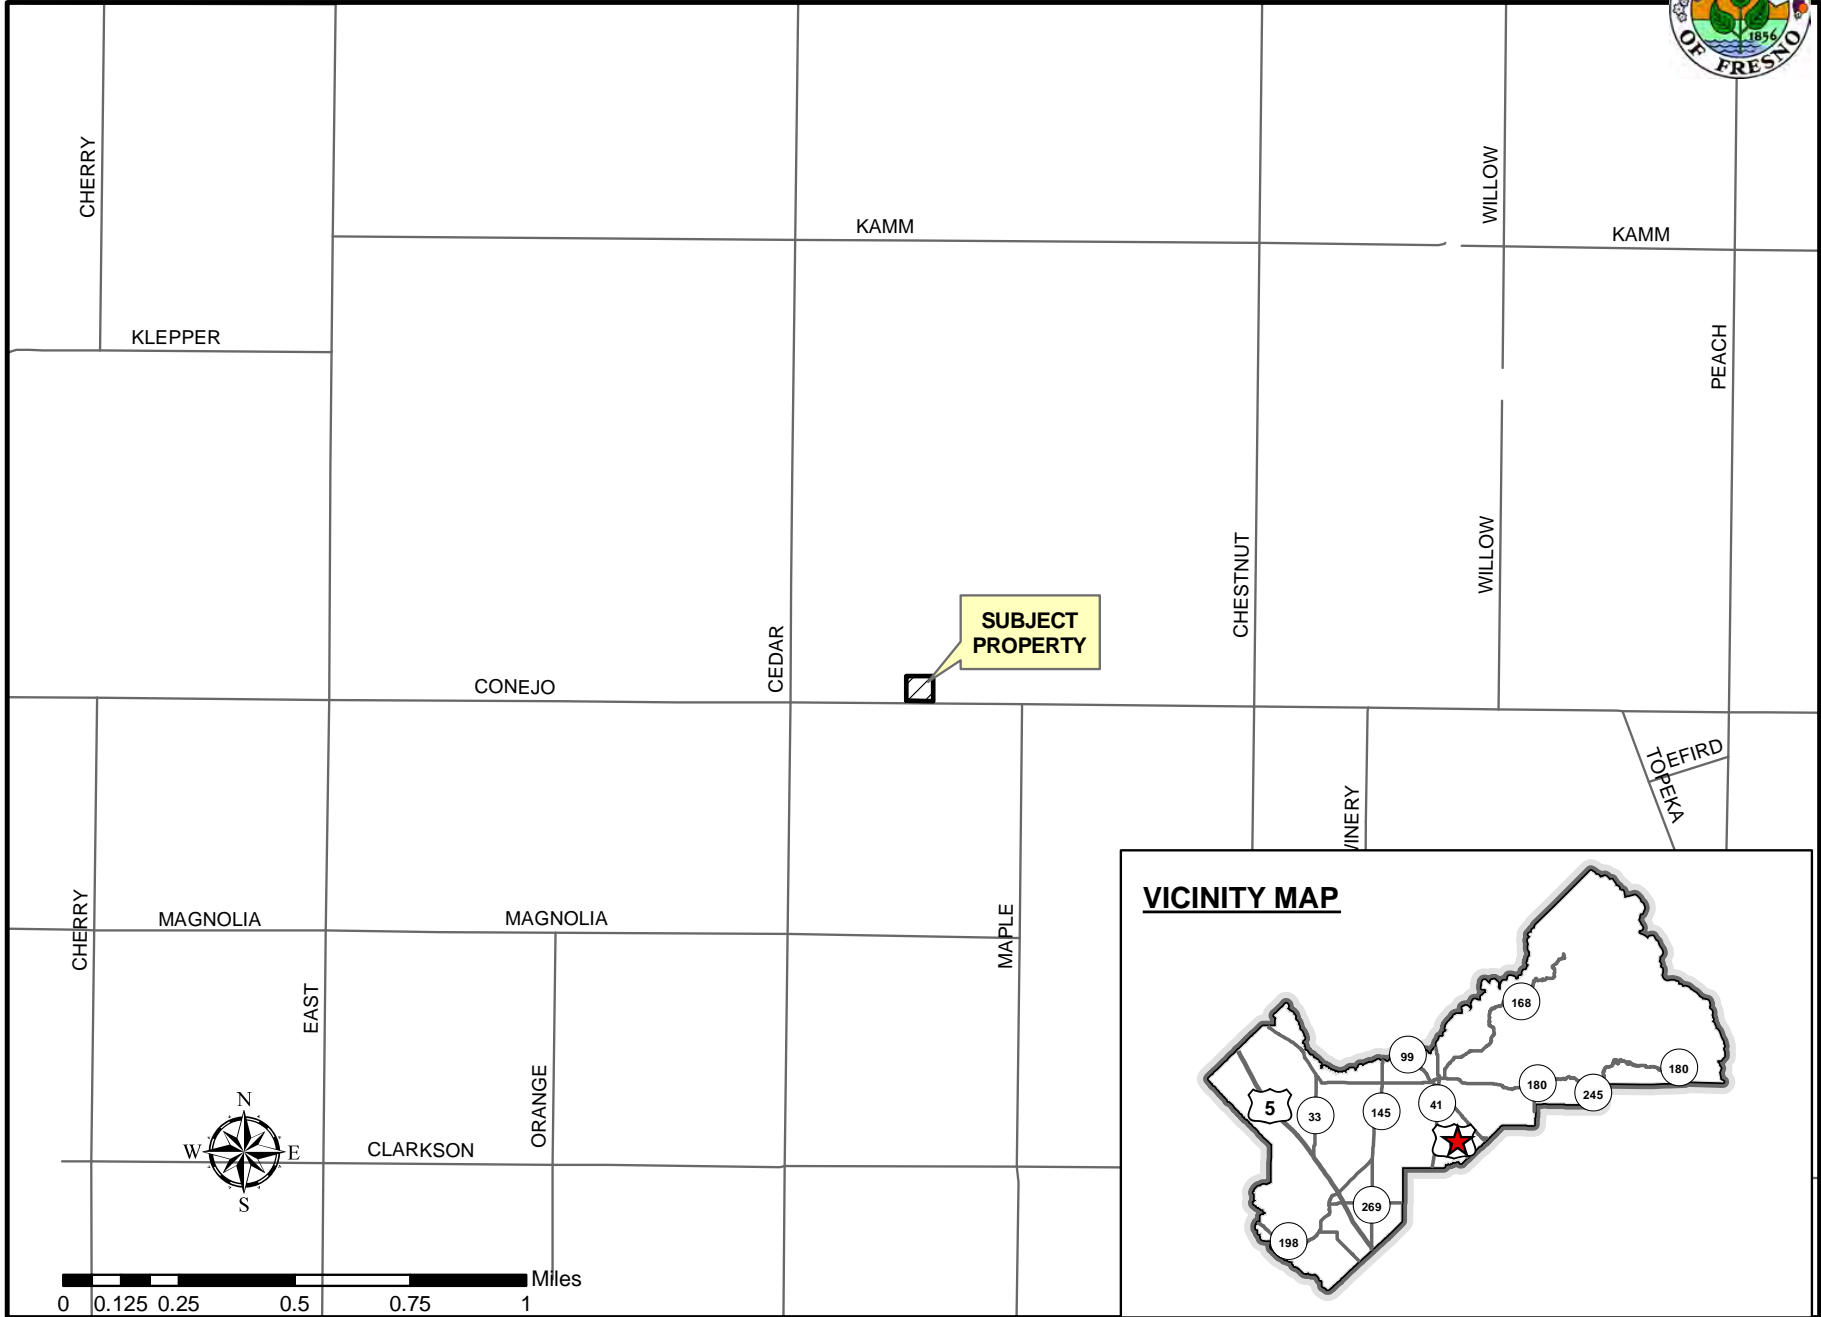 1856
OF FRESNO
CHERRY
WILLOW
KAMM
KAMM
KLEPPER
PEACH
WILLOW
CHESTNUT
SUBJECT
PROPERTY
CEDAR
CONEJO
EFIRD
TOPEKA
INERY
CHERRY
MAGNOLIA
MAGNOLIA
MAPLE
EAST
ORANGE
CLARKSON
N
W
E
S
Miles
0 0.125 0.25 0.5 0.75 1
VICINITY MAP
168
99
180
180
245
5
33
145
41
269
198